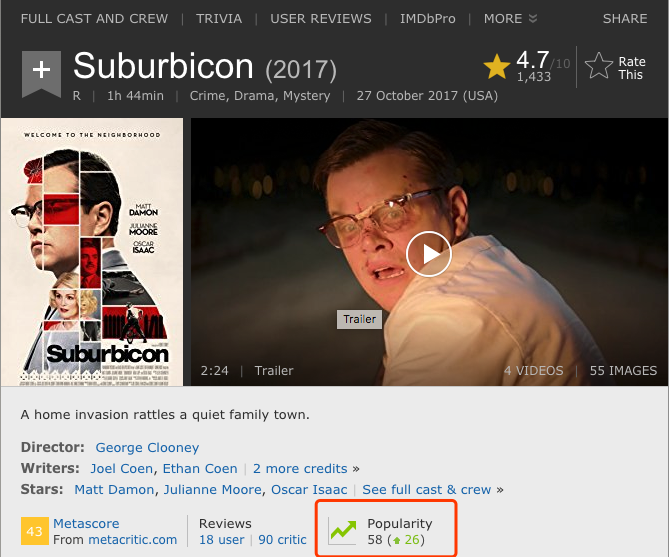 FULL CAST AND CREW | TRIVIA | USER REVIEWS | IMDbPro | MORE SHARE
+ Suburbicon (2017) 4.7/10 Rate
1,433 This
R | 1h 44min | Crime, Drama, Mystery | 27 October 2017 (USA)
WELCOME TO THE NEIGHBORHOOD
MATT
DAMON
JULIANNE
MOORE
OSCAR
ISAAC
Suburbicon
Trailer
2:24 | Trailer 4 VIDEOS | 55 IMAGES
A home invasion rattles a quiet family town.
Director: George Clooney
Writers: Joel Coen, Ethan Coen | 2 more credits »
Stars: Matt Damon, Julianne Moore, Oscar Isaac | See full cast & crew »
43 Metascore Reviews Popularity
From metacritic.com 18 user | 90 critic 58 (26)